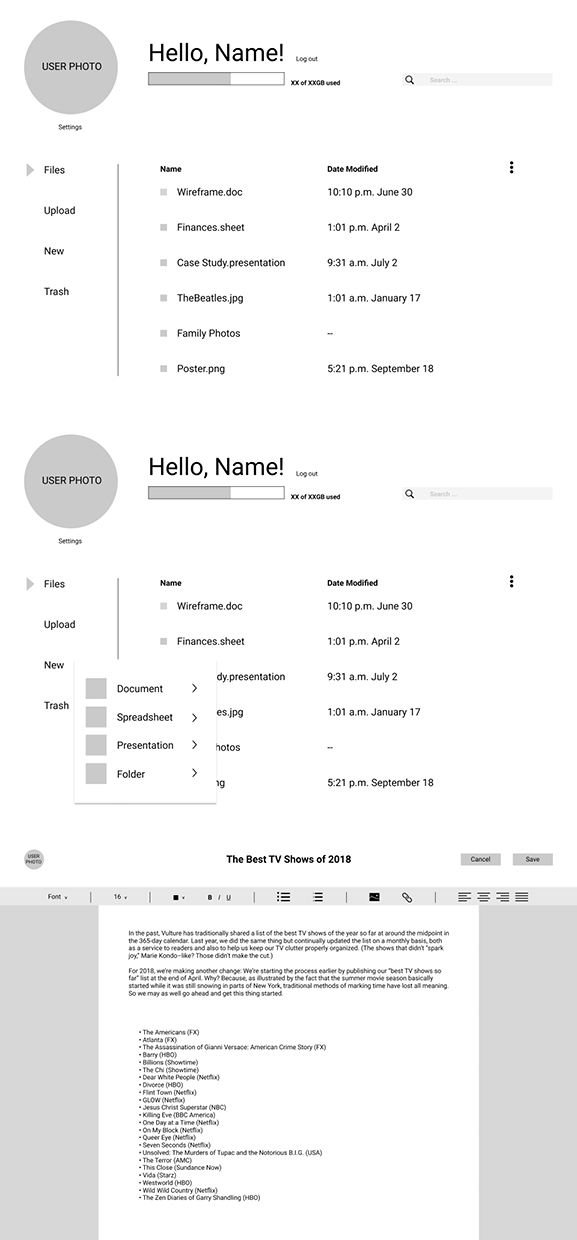 USER PHOTO
Hello, Name!
Log out
XX of XXGB used
Search ...
Settings
Files
Upload
New
Trash
Name Date Modified
Wireframe.doc 10:10 p.m. June 30
Finances.sheet 1:01 p.m. April 2
Case Study.presentation 9:31 a.m. July 2
TheBeatles.jpg 1:01 a.m. January 17
Family Photos --
Poster.png 5:21 p.m. September 18
USER PHOTO
Hello, Name!
Log out
XX of XXGB used
Search ...
Settings
Files
Upload
New
Trash
Name Date Modified
Wireframe.doc 10:10 p.m. June 30
Finances.sheet 1:01 p.m. April 2
dy.presentation 9:31 a.m. July 2
es.jpg 1:01 a.m. January 17
hotos --
ng 5:21 p.m. September 18
Document
Spreadsheet
Presentation
Folder
USER
PHOTO
The Best TV Shows of 2018
Cancel
Save
Font 16 B I U
In the past, Vulture has traditionally shared a list of the best TV shows of the year so far at around the midpoint in
the 365-day calendar. Last year, we did the same thing but continually updated the list on a monthly basis, both
as a service to readers and also to help us keep our TV clutter properly organized. (The shows that didn't "spark
joy," Marie Kondo–like? Those didn't make the cut.)
For 2018, we're making another change: We're starting the process earlier by publishing our "best TV shows so
far" list at the end of April. Why? Because, as illustrated by the fact that the summer movie season basically
started while it was still snowing in parts of New York, traditional methods of marking time have lost all meaning.
So we may as well go ahead and get this thing started.
• The Americans (FX)
• Atlanta (FX)
• The Assassination of Gianni Versace: American Crime Story (FX)
• Barry (HBO)
• Billions (Showtime)
• The Chi (Showtime)
• Dear White People (Netflix)
• Divorce (HBO)
• Flint Town (Netflix)
• GLOW (Netflix)
• Jesus Christ Superstar (NBC)
• Killing Eve (BBC America)
• One Day at a Time (Netflix)
• On My Block (Netflix)
• Queer Eye (Netflix)
• Seven Seconds (Netflix)
• Unsolved: The Murders of Tupac and the Notorious B.I.G. (USA)
• The Terror (AMC)
• This Close (Sundance Now)
• Vida (Starz)
• Westworld (HBO)
• Wild Wild Country (Netflix)
• The Zen Diaries of Garry Shandling (HBO)